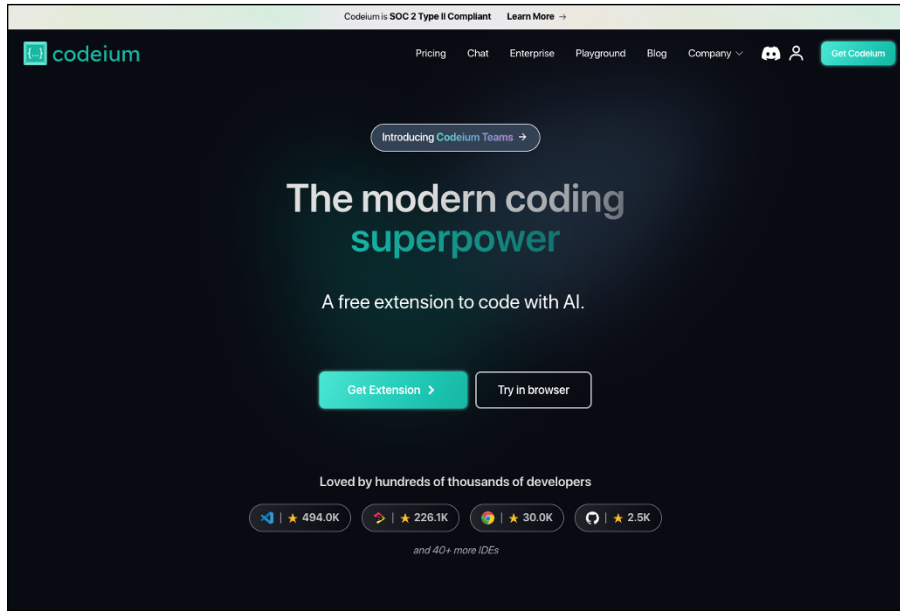 Codeium is SOC 2 Type II Compliant Learn More →
{...} codeium
Pricing Chat Enterprise Playground Blog Company Get Codeium
Introducing Codeium Teams →
The modern coding
superpower
A free extension to code with AI.
Get Extension Try in browser
Loved by hundreds of thousands of developers
| ★ 494.0K | ★ 226.1K | ★ 30.0K | ★ 2.5K
and 40+ more IDEs